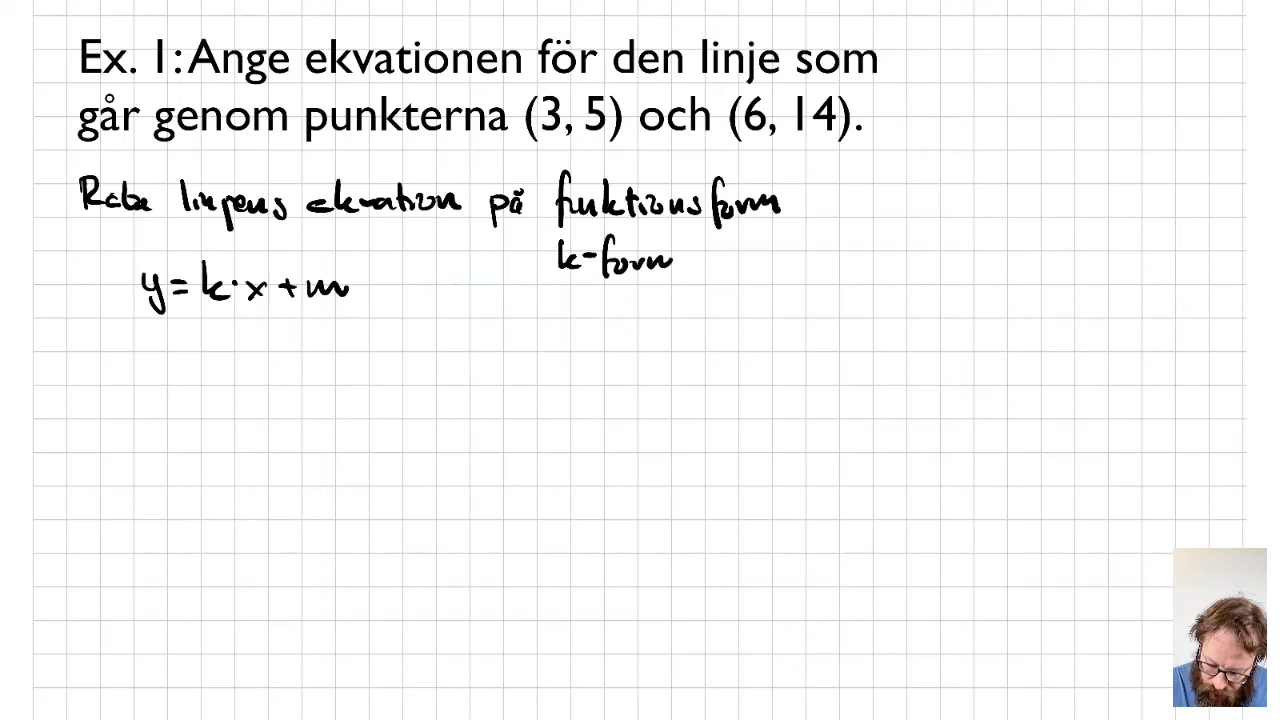 Ex. 1: Ange ekvationen för den linje som
går genom punkterna (3, 5) och (6, 14).
Räta linjens ekvation på funktionsform
k-form
y = k · x + m